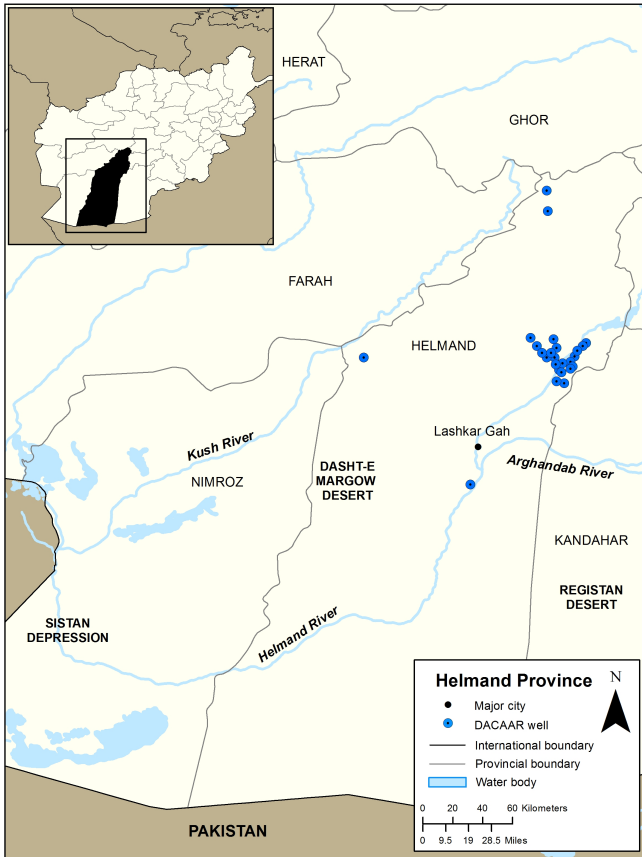 HERAT
GHOR
FARAH
HELMAND
Lashkar Gah
Kush River
Arghandab River
DASHT-E
MARGOW
DESERT
NIMROZ
KANDAHAR
REGISTAN
DESERT
SISTAN
DEPRESSION
Helmand River
PAKISTAN
Helmand Province
N
Major city
DACAAR well
International boundary
Provincial boundary
Water body
0 20 40 60 Kilometers
0 9.5 19 28.5 Miles